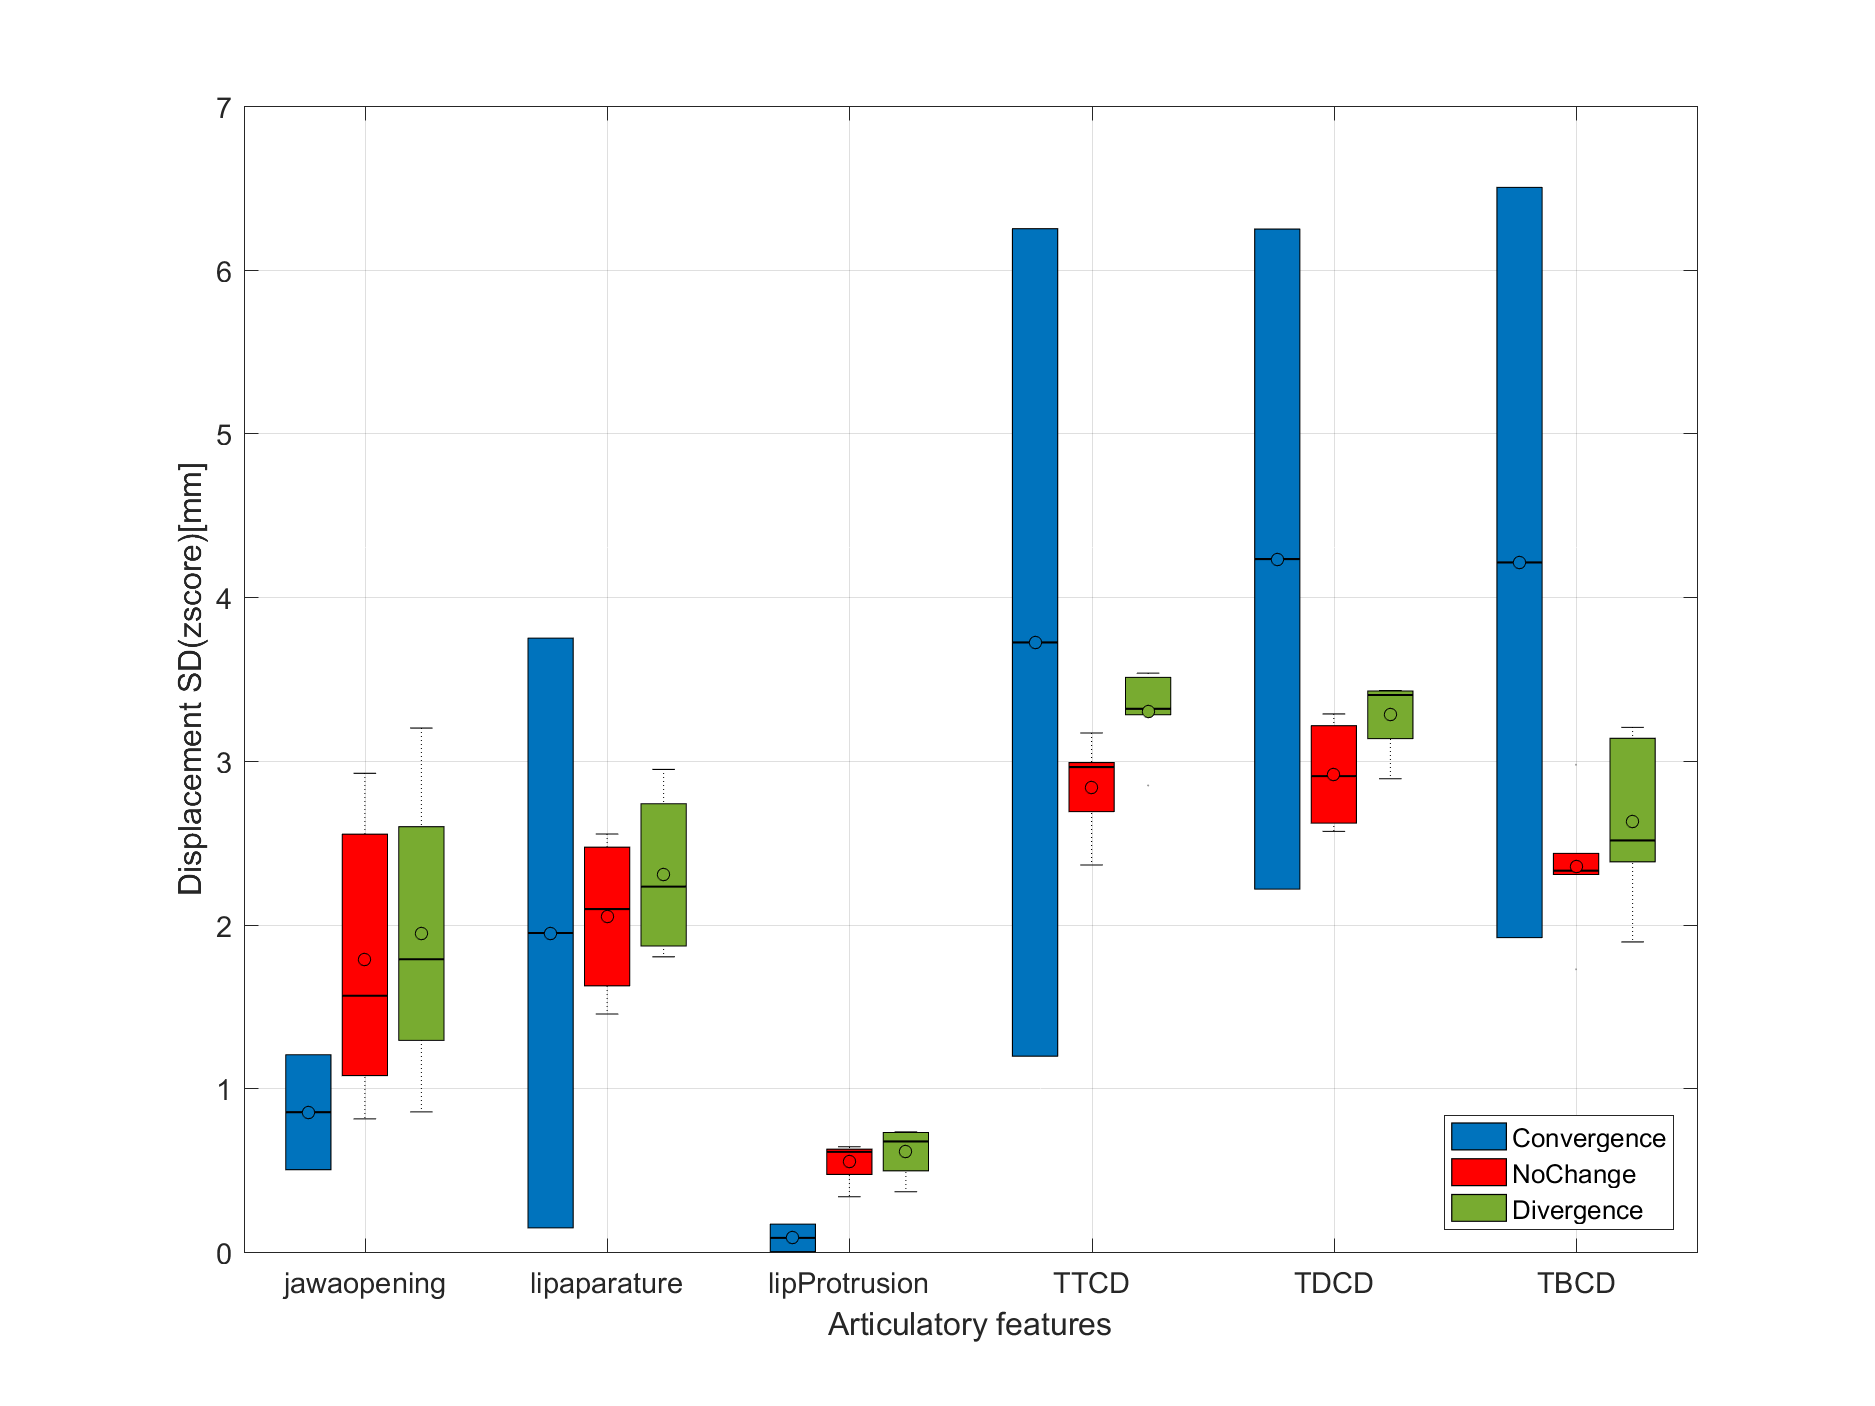 7
6
5
4
3
2
1
0
Displacement SD(zscore)[mm]
jawaopening
lipaparature
lipProtrusion
TTCD
TDCD
TBCD
Articulatory features
Convergence
NoChange
Divergence